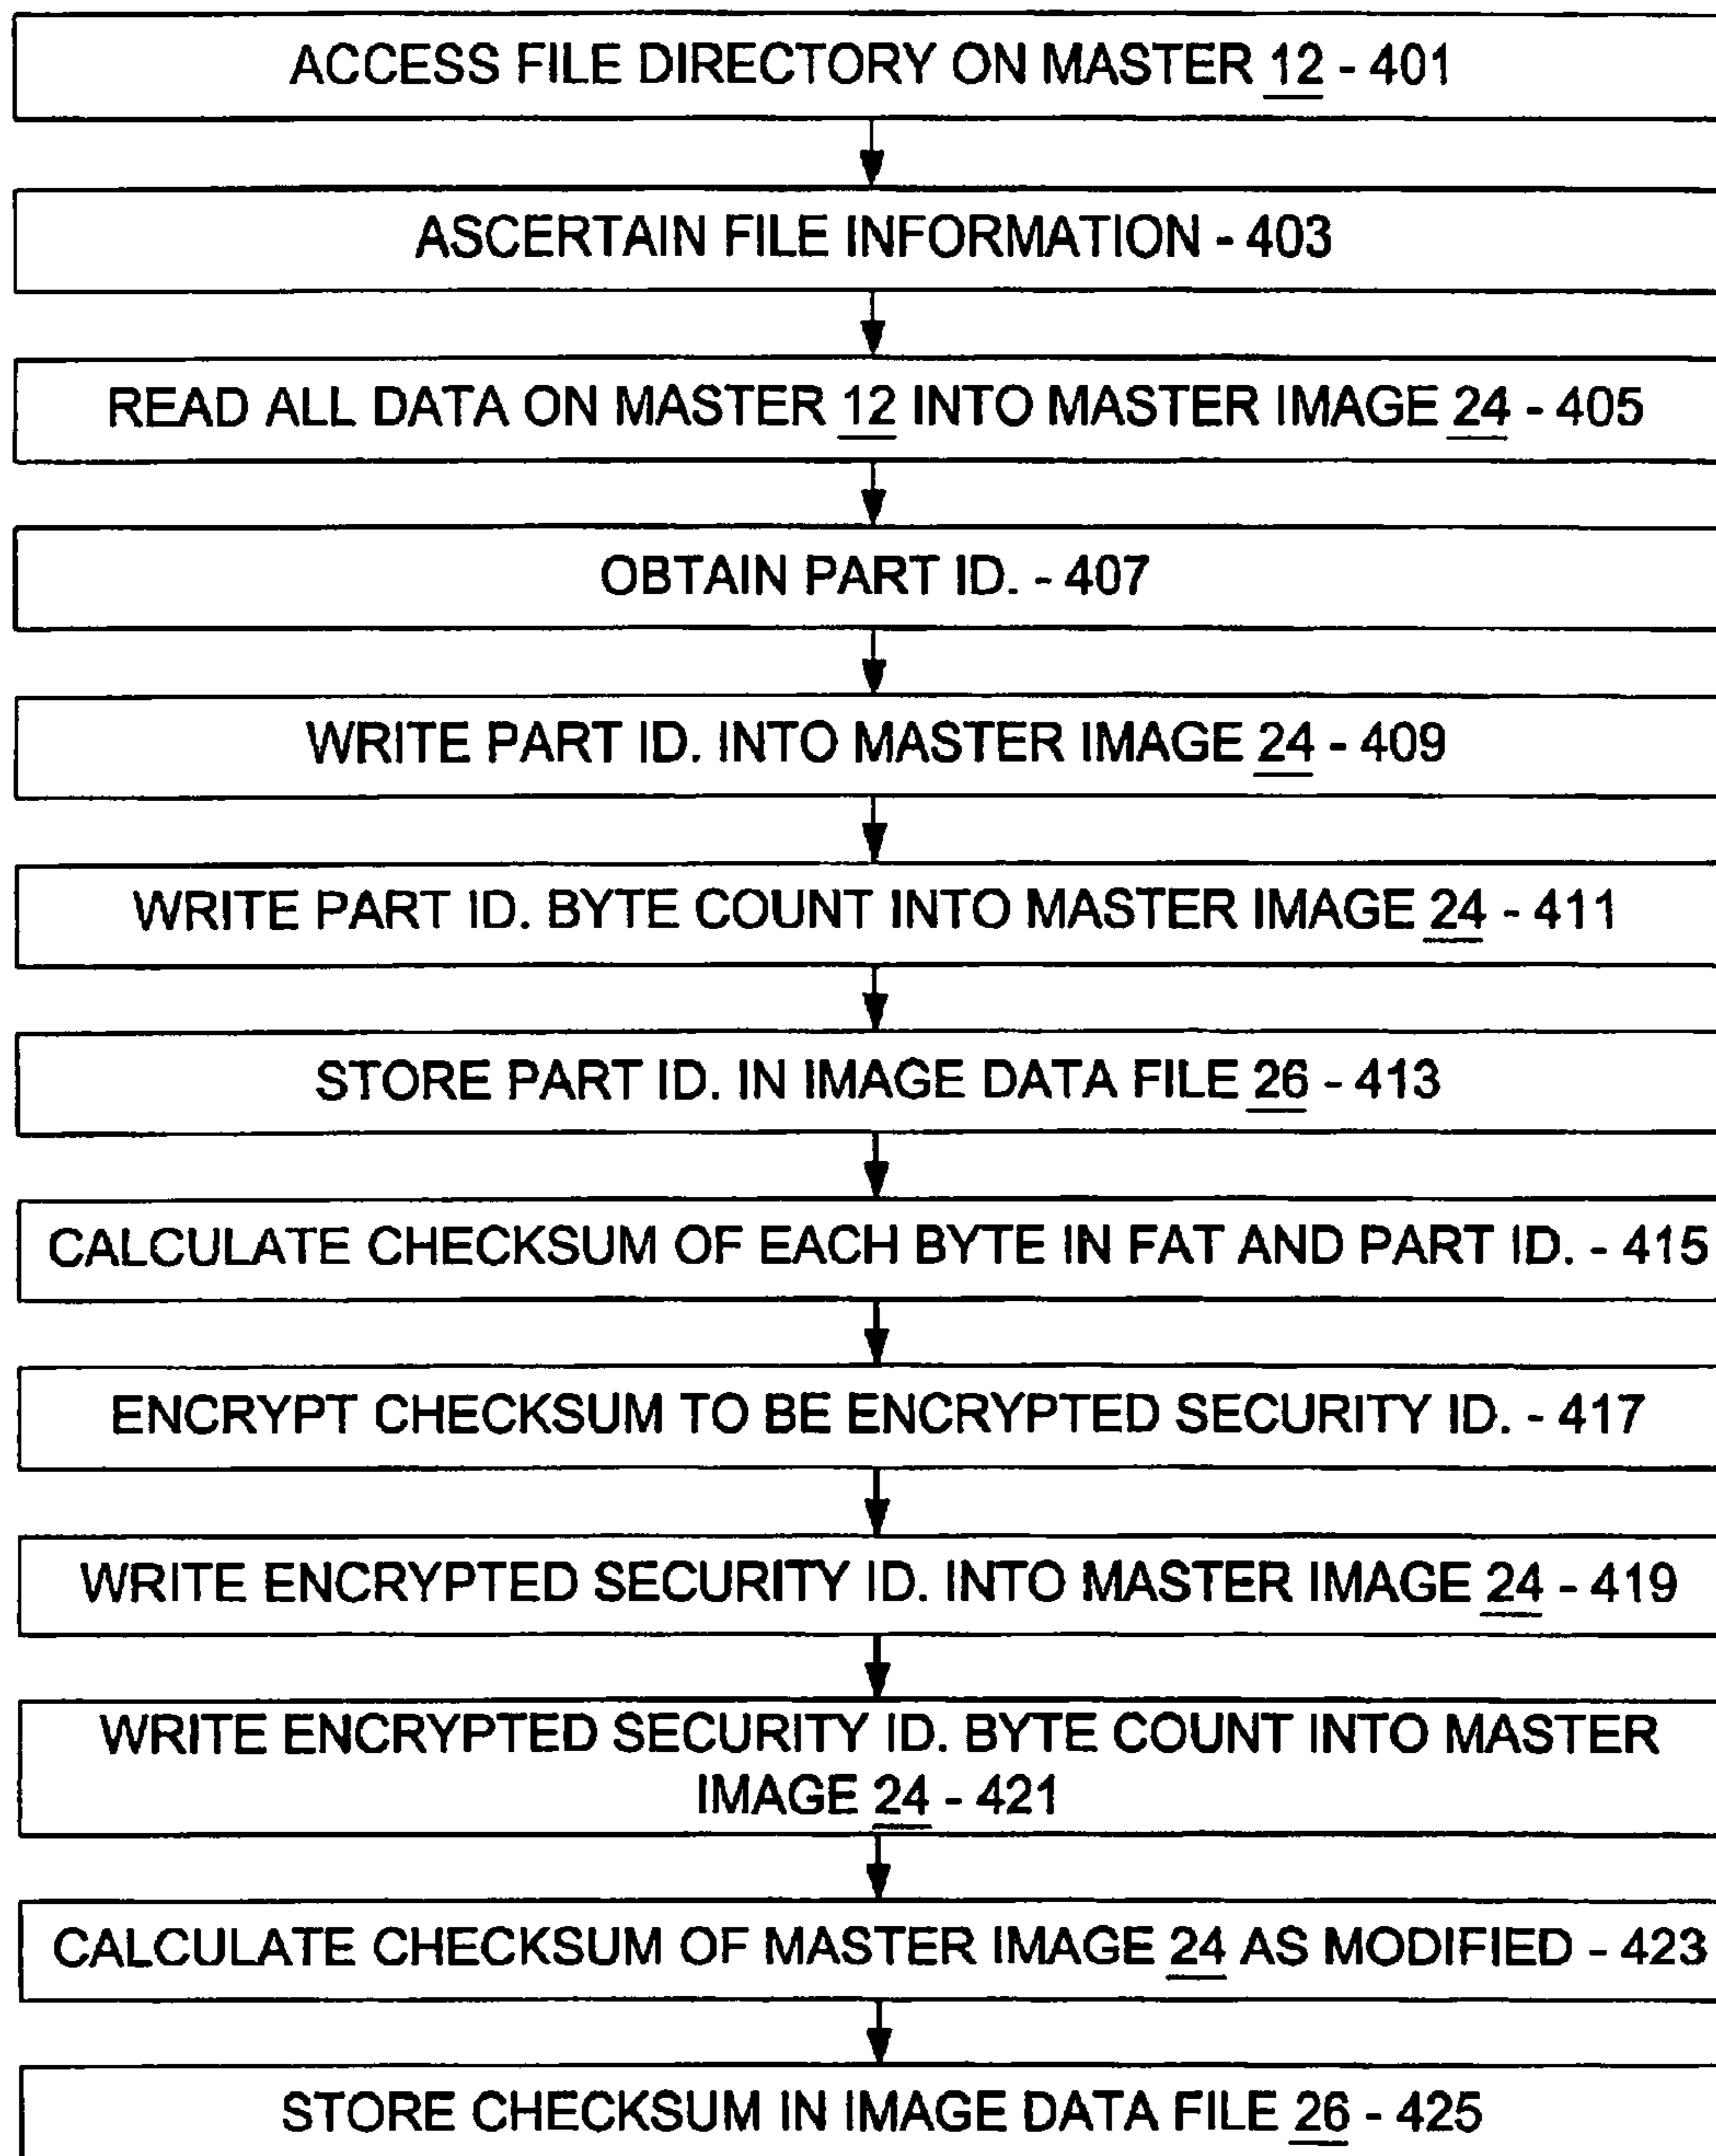 ACCESS FILE DIRECTORY ON MASTER 12 - 401
ASCERTAIN FILE INFORMATION - 403
READ ALL DATA ON MASTER 12 INTO MASTER IMAGE 24 - 405
OBTAIN PART ID. - 407
WRITE PART ID. INTO MASTER IMAGE 24 - 409
WRITE PART ID. BYTE COUNT INTO MASTER IMAGE 24 - 411
STORE PART ID. IN IMAGE DATA FILE 26 - 413
CALCULATE CHECKSUM OF EACH BYTE IN FAT AND PART ID. - 415
ENCRYPT CHECKSUM TO BE ENCRYPTED SECURITY ID. - 417
WRITE ENCRYPTED SECURITY ID. INTO MASTER IMAGE 24 - 419
WRITE ENCRYPTED SECURITY ID. BYTE COUNT INTO MASTER
IMAGE 24 - 421
CALCULATE CHECKSUM OF MASTER IMAGE 24 AS MODIFIED - 423
STORE CHECKSUM IN IMAGE DATA FILE 26 - 425